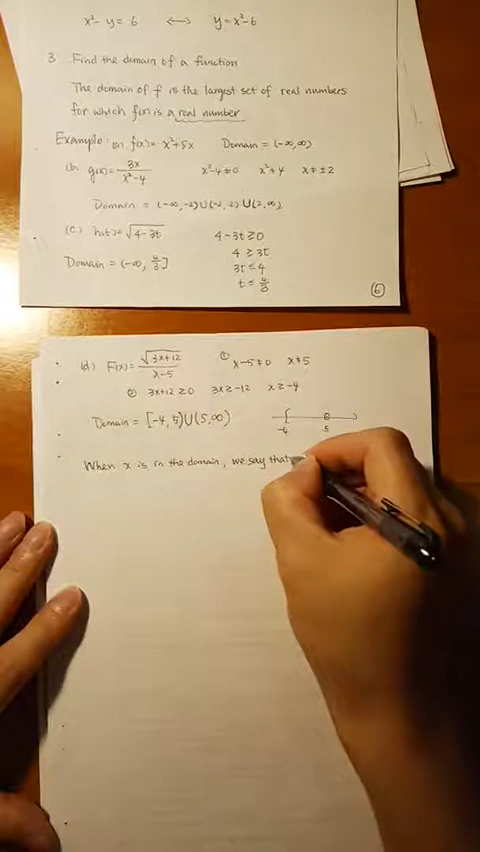 x²- y = 6 ⟷ y = x²-6
3 Find the domain of a function
The domain of f is the largest set of real numbers
for which f(x) is a real number
Example: (a) f(x)= x²+5x Domain = (-∞,∞)
(b) g(x)= 3x/(x²-4) x²-4≠0 x²≠4 x≠±2
Domain = (-∞,-2)∪(-2,2)∪(2,∞)
(c) h(t)=√(4-3t) 4-3t≥0
4 ≥ 3t
Domain = (-∞, 4/3] 3t ≤ 4
t ≤ 4/3
6
(d) F(x)= √(3x+12)/(x-5) ① x-5≠0 x≠5
② 3x+12≥0 3x≥-12 x≥-4
Domain = [-4,5)∪(5,∞)
-4 5
When x is in the domain, we say that